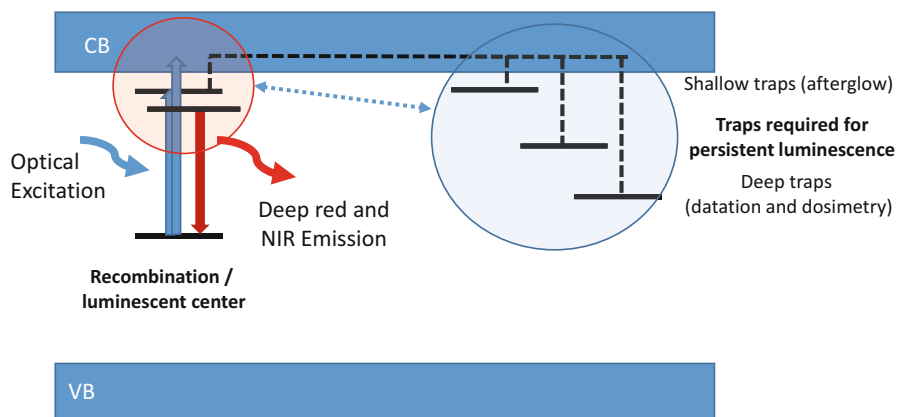 CB
Shallow traps (afterglow)
Traps required for
persistent luminescence
Deep traps
(datation and dosimetry)
Optical
Excitation
Deep red and
NIR Emission
Recombination /
luminescent center
VB